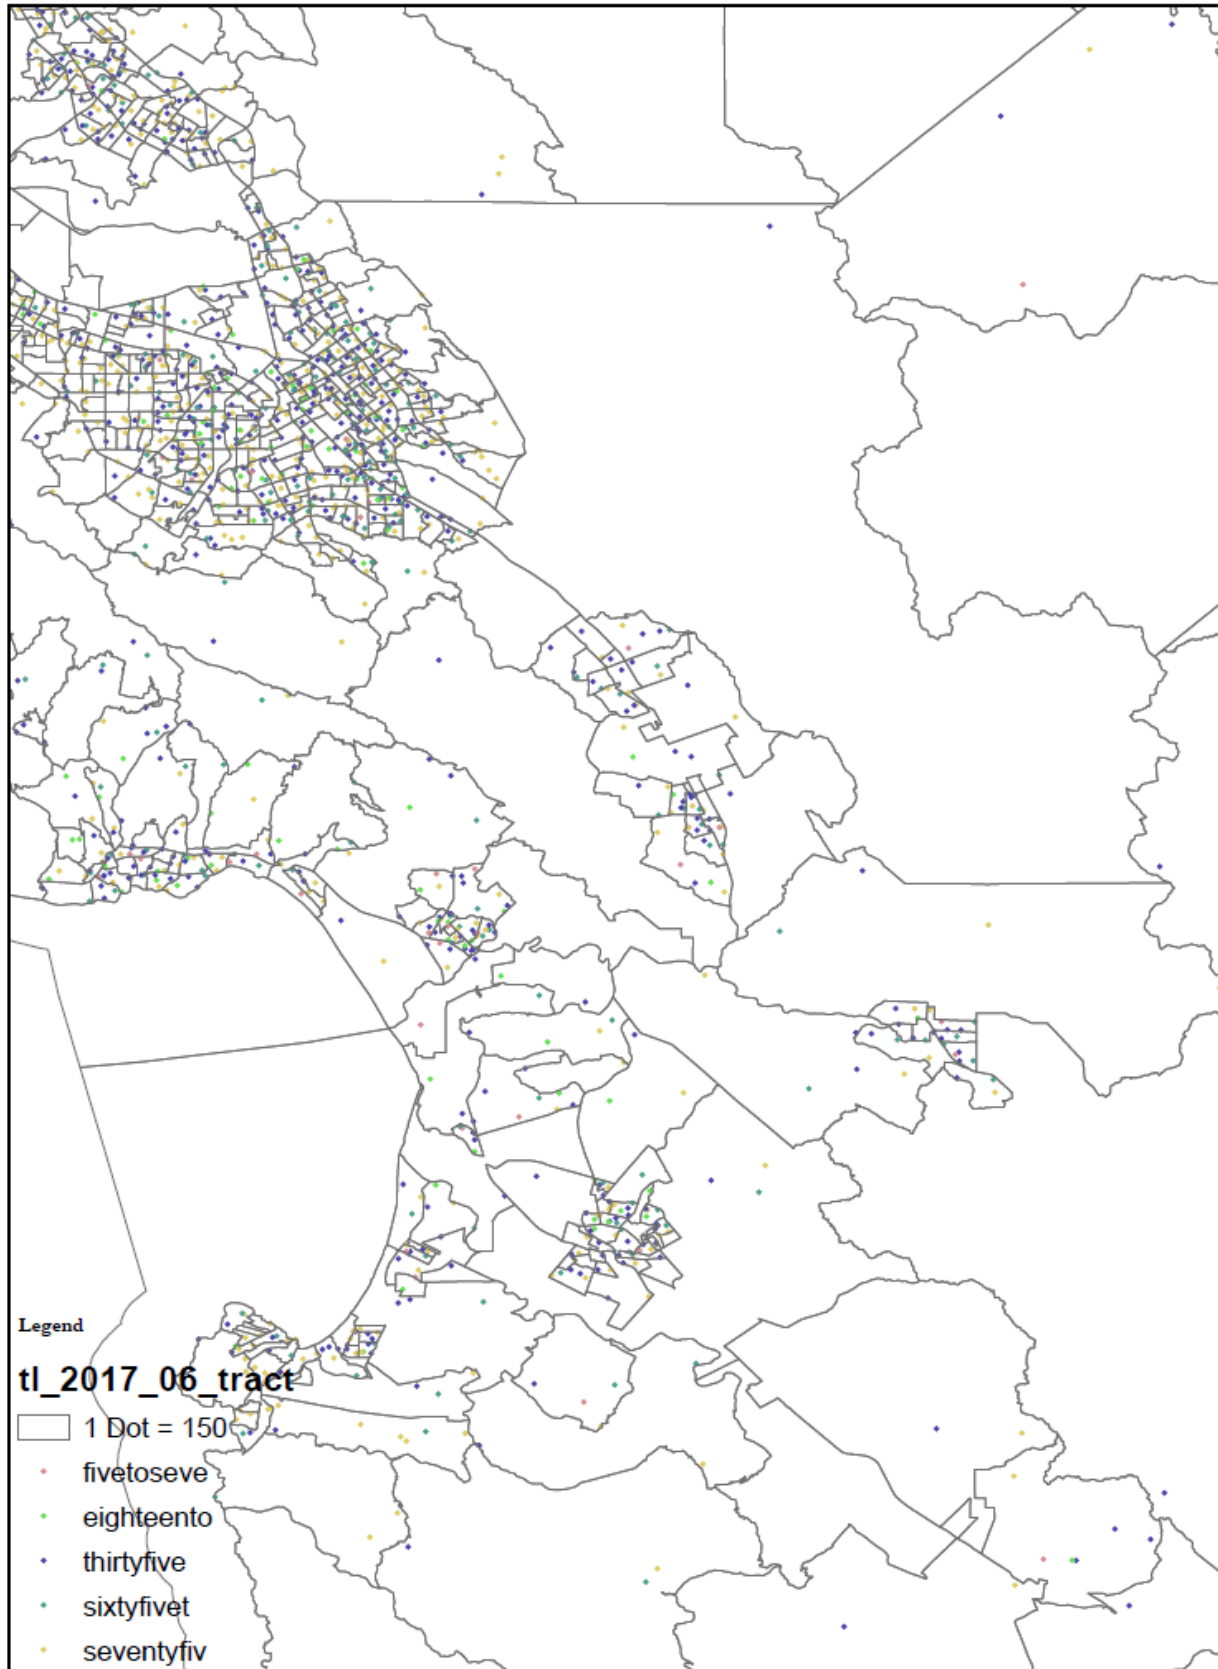 Legend
tl_2017_06_tract
1 Dot = 150
fivetoseve
eighteento
thirtyfive
sixtyfivet
seventyfiv